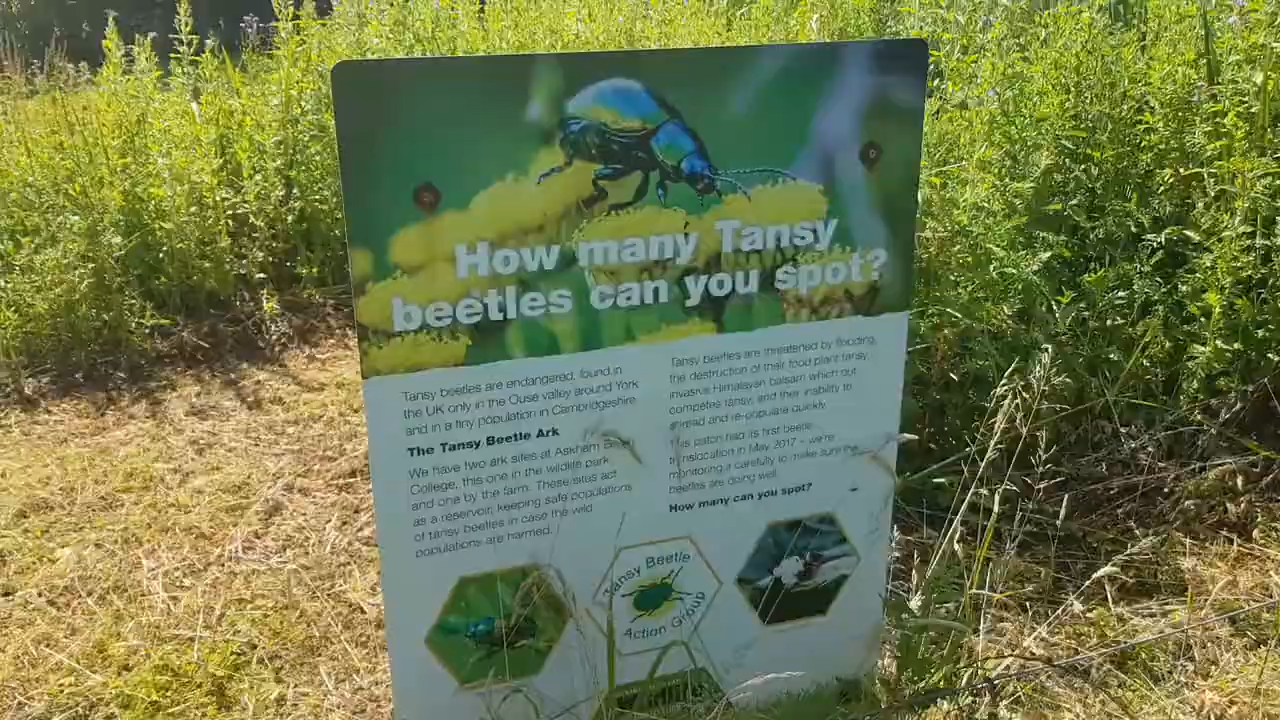 How many Tansy
beetles can you spot?
Tansy beetles are endangered, found in
the UK only in the Ouse valley around York
and in a tiny population in Cambridgeshire.
The Tansy Beetle Ark
We have two ark sites at Askham
College, this one in the wildlife park
and one by the farm. These sites act
as a reservoir, keeping safe populations
of tansy beetles in case the wild
populations are harmed.
Tansy beetles are threatened by flooding,
the destruction of their food plant tansy,
invasive Himalayan balsam which out
competes tansy, and their inability to
spread and re-populate quickly.
This patch had its first beetle
translocation in May 2017 – we're
monitoring it carefully to make sure the
beetles are doing well.
How many can you spot?
Tansy Beetle
Action Group